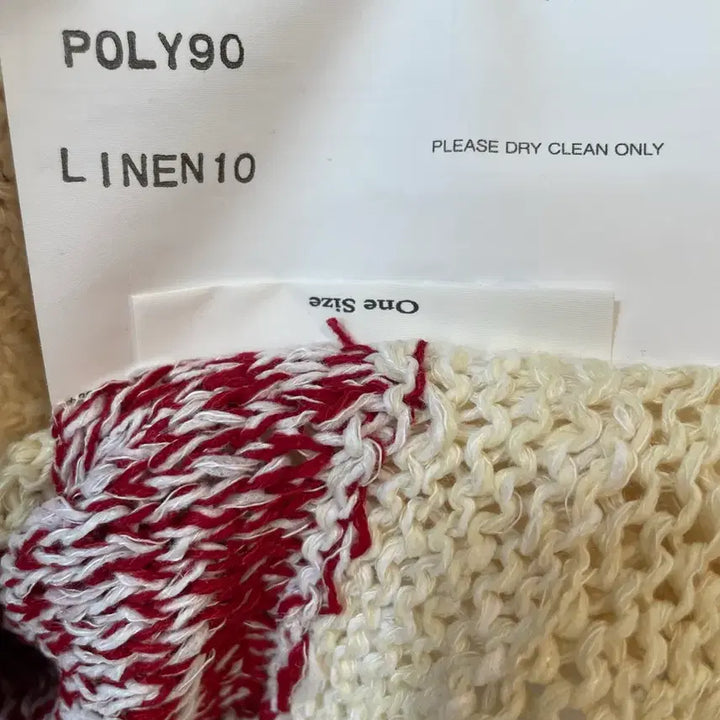 POLY90
LINEN10
PLEASE DRY CLEAN ONLY
One Size